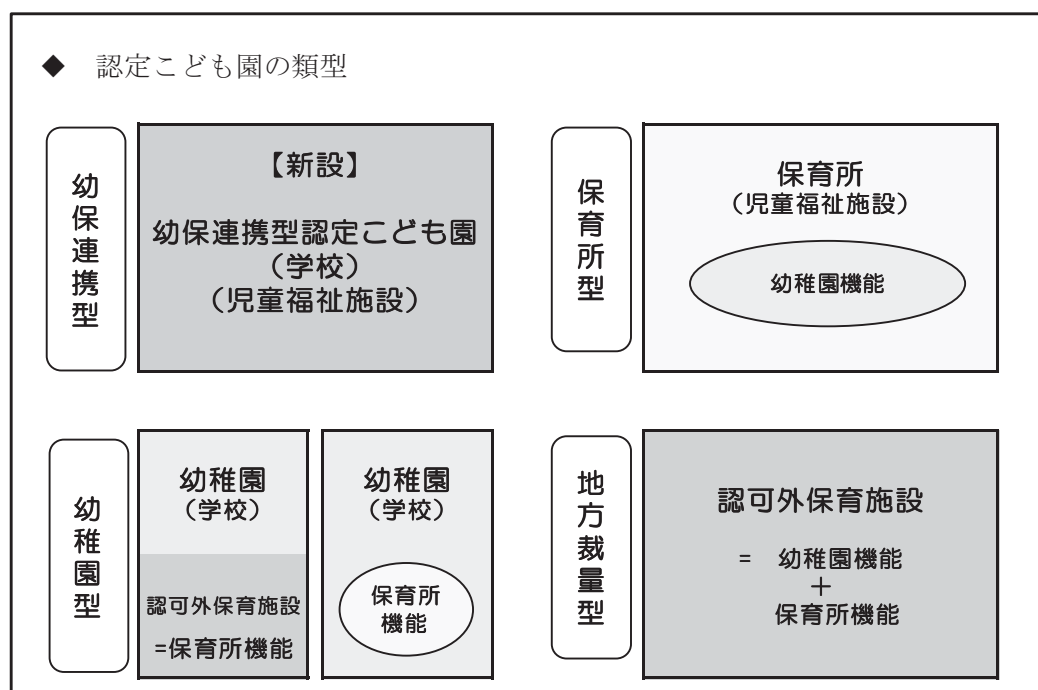 ◆ 認定こども園の類型
幼保連携型
【新設】
幼保連携型認定こども園
（学校）
（児童福祉施設）
保育所型
保育所
（児童福祉施設）
幼稚園機能
幼稚園型
幼稚園
（学校）
認可外保育施設
=保育所機能
幼稚園
（学校）
保育所
機能
地方裁量型
認可外保育施設
= 幼稚園機能
＋
保育所機能